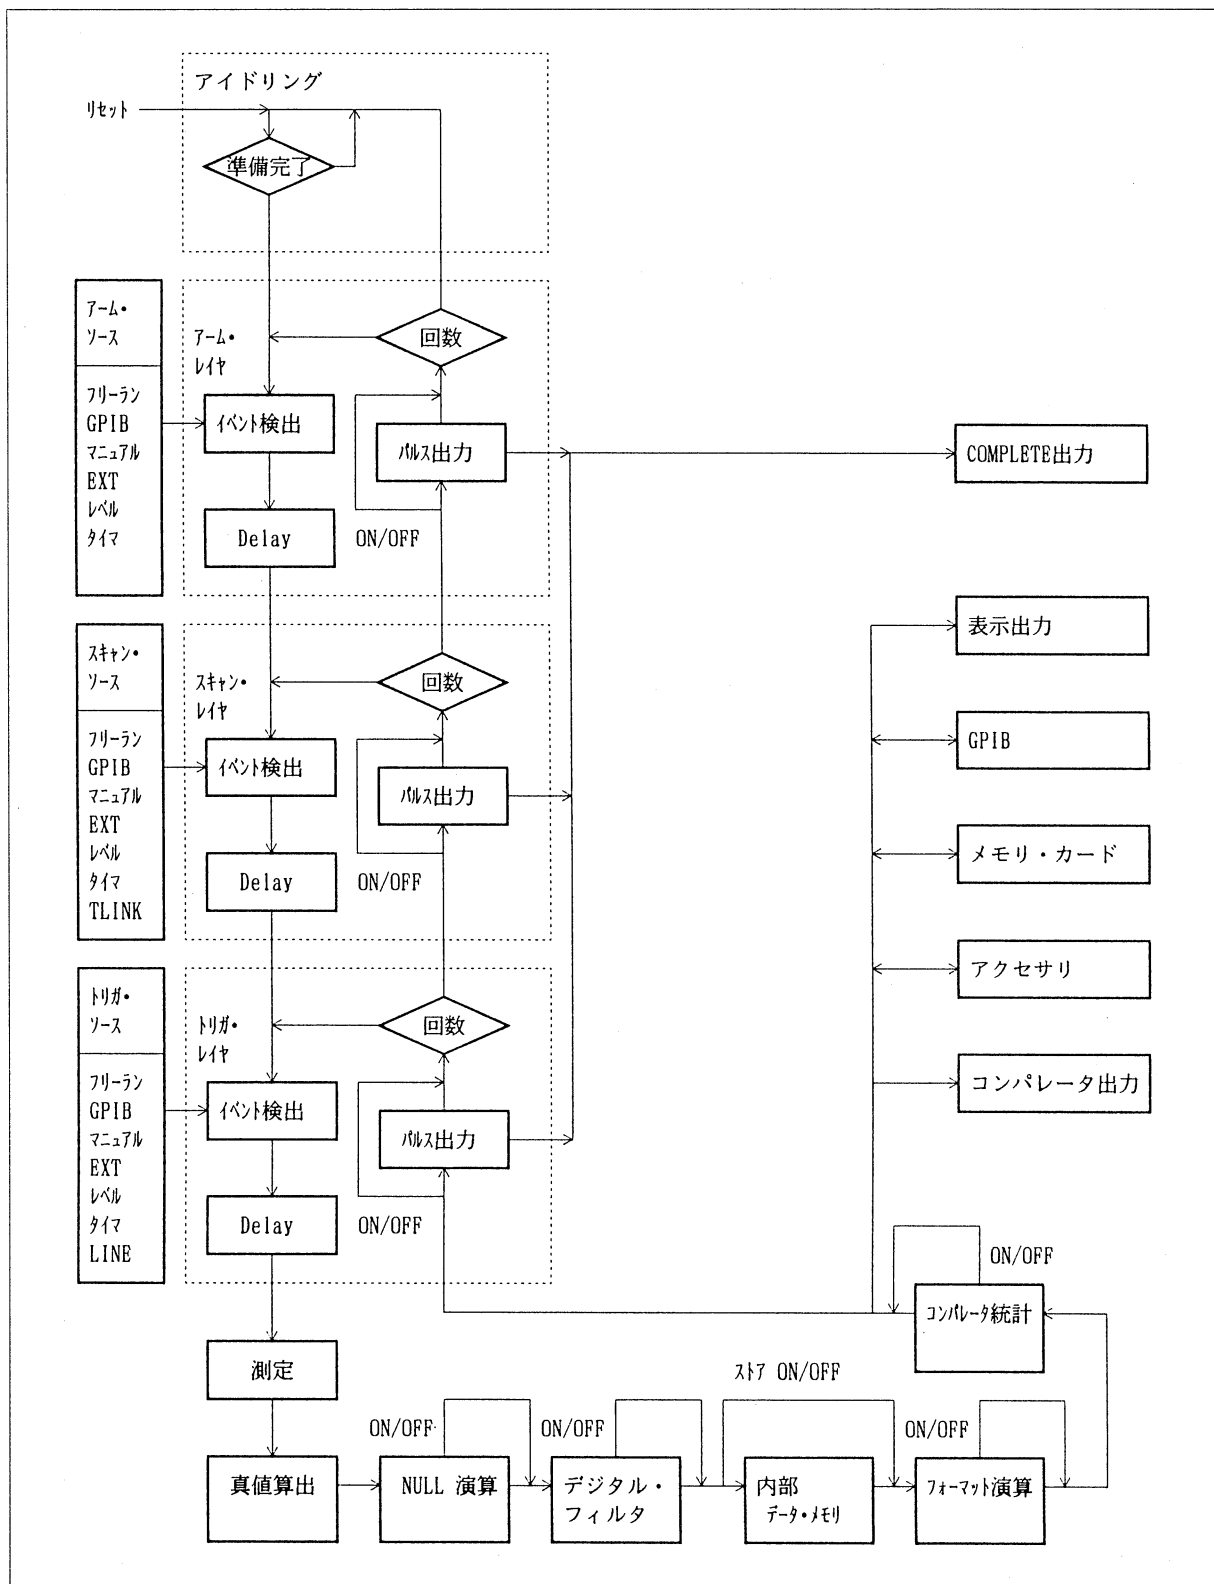 アイドリング
リセット
準備完了
アーム・
ソース
フリーラン
GPIB
マニュアル
EXT
レベル
タイマ
アーム・
レイヤ
回数
イベント検出
パルス出力
Delay
ON/OFF
COMPLETE出力
スキャン・
ソース
フリーラン
GPIB
マニュアル
EXT
レベル
タイマ
TLINK
スキャン・
レイヤ
回数
イベント検出
パルス出力
Delay
ON/OFF
表示出力
GPIB
メモリ・カード
アクセサリ
コンパレータ出力
トリガ・
ソース
フリーラン
GPIB
マニュアル
EXT
レベル
タイマ
LINE
トリガ・
レイヤ
回数
イベント検出
パルス出力
Delay
ON/OFF
ON/OFF
コンパレータ統計
測定
ストア ON/OFF
ON/OFF
ON/OFF
ON/OFF
真値算出
NULL 演算
デジタル・
フィルタ
内部
データ・メモリ
フォーマット演算